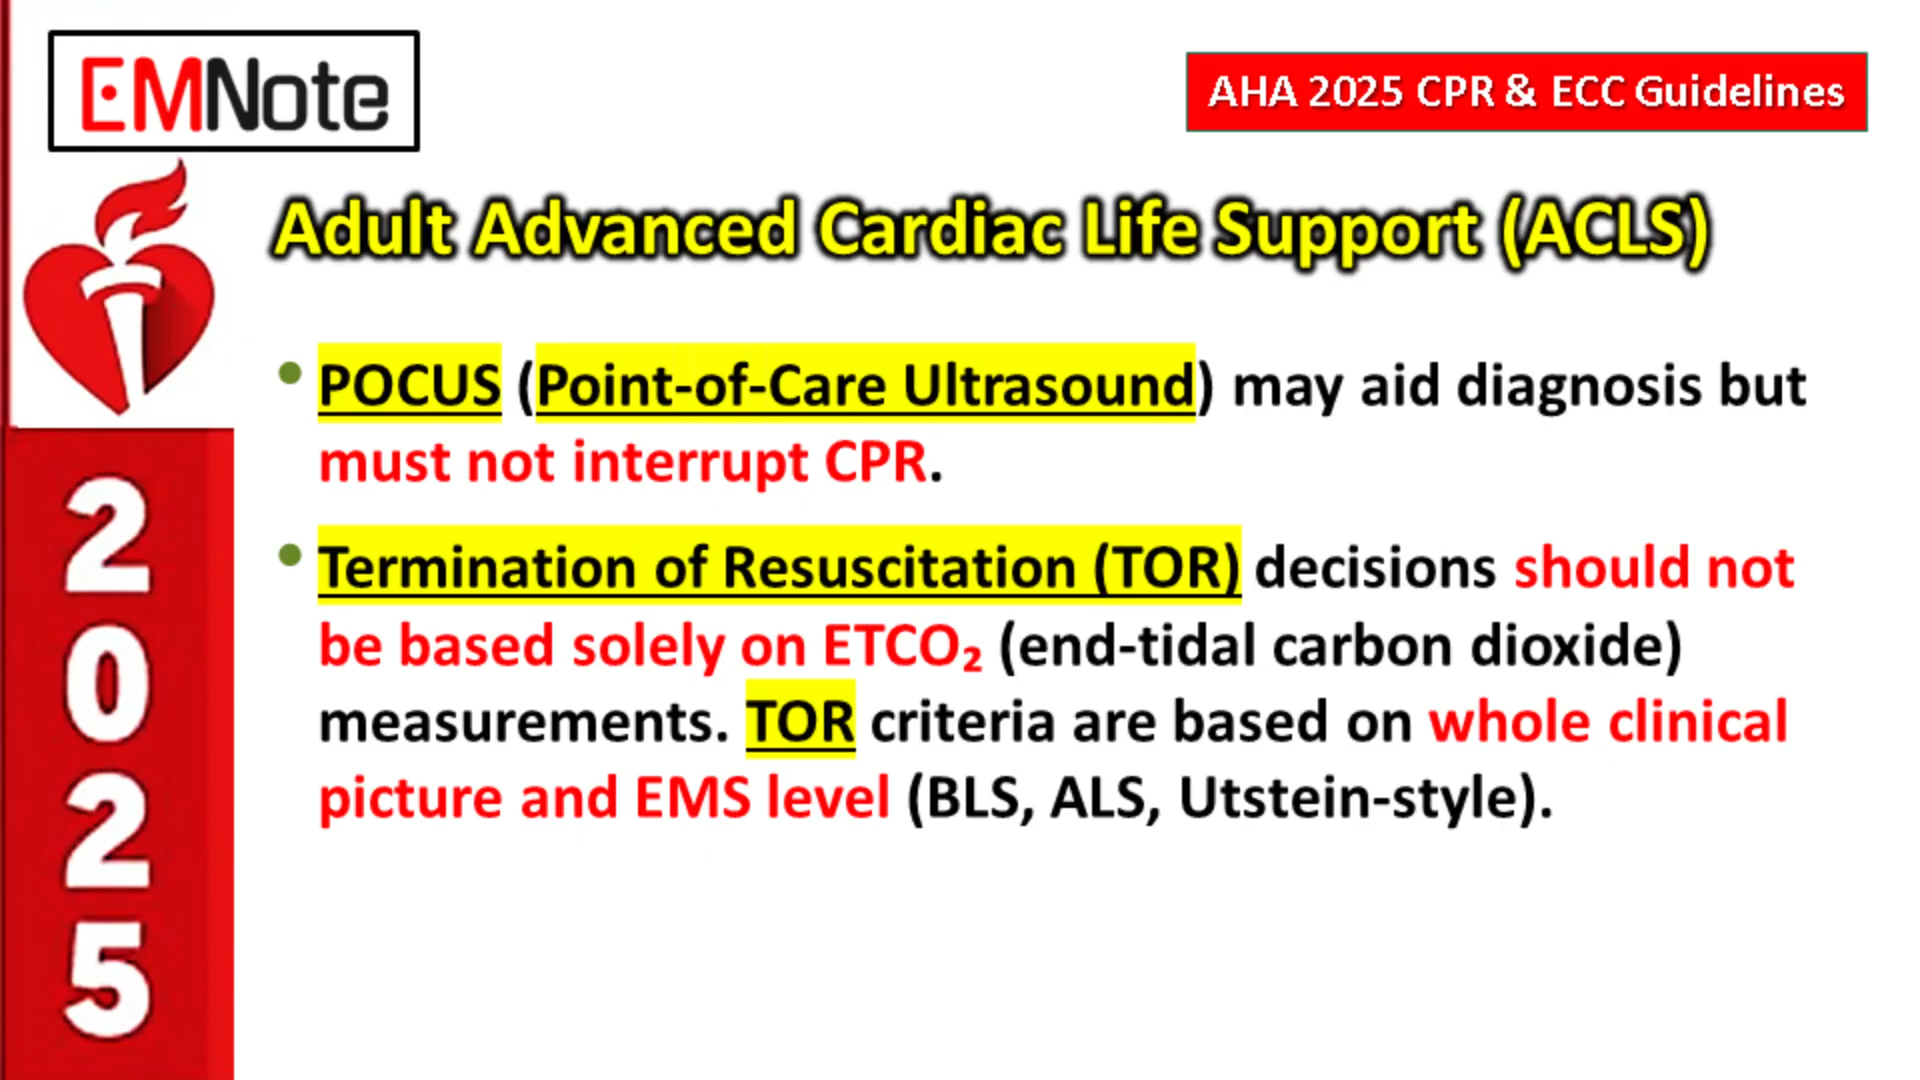 EMNote
AHA 2025 CPR & ECC Guidelines
Adult Advanced Cardiac Life Support (ACLS)
• POCUS (Point-of-Care Ultrasound) may aid diagnosis but
must not interrupt CPR.
• Termination of Resuscitation (TOR) decisions should not
be based solely on ETCO₂ (end-tidal carbon dioxide)
measurements. TOR criteria are based on whole clinical
picture and EMS level (BLS, ALS, Utstein-style).
2
0
2
5